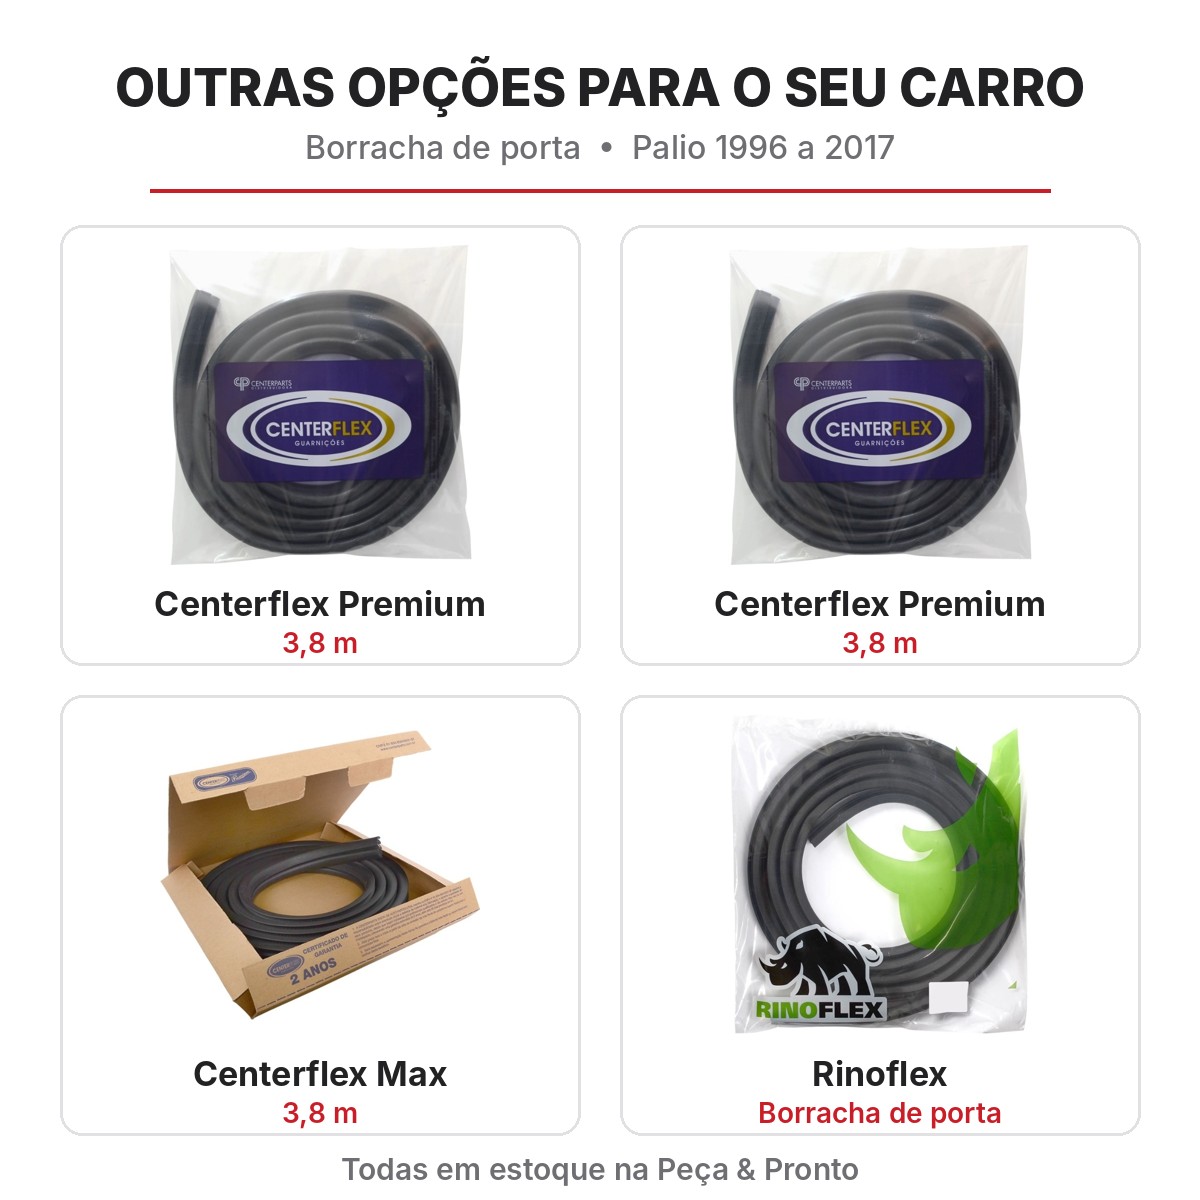 OUTRAS OPÇÕES PARA O SEU CARRO
Borracha de porta • Palio 1996 a 2017
CENTERPARTS
DISTRIBUIDORA
CENTERFLEX
GUARNIÇÕES
Centerflex Premium
3,8 m
CENTERPARTS
DISTRIBUIDORA
CENTERFLEX
GUARNIÇÕES
Centerflex Premium
3,8 m
CERTIFICADO DE
GARANTIA
2 ANOS
Centerflex Max
3,8 m
RINOFLEX
Rinoflex
Borracha de porta
Todas em estoque na Peça & Pronto